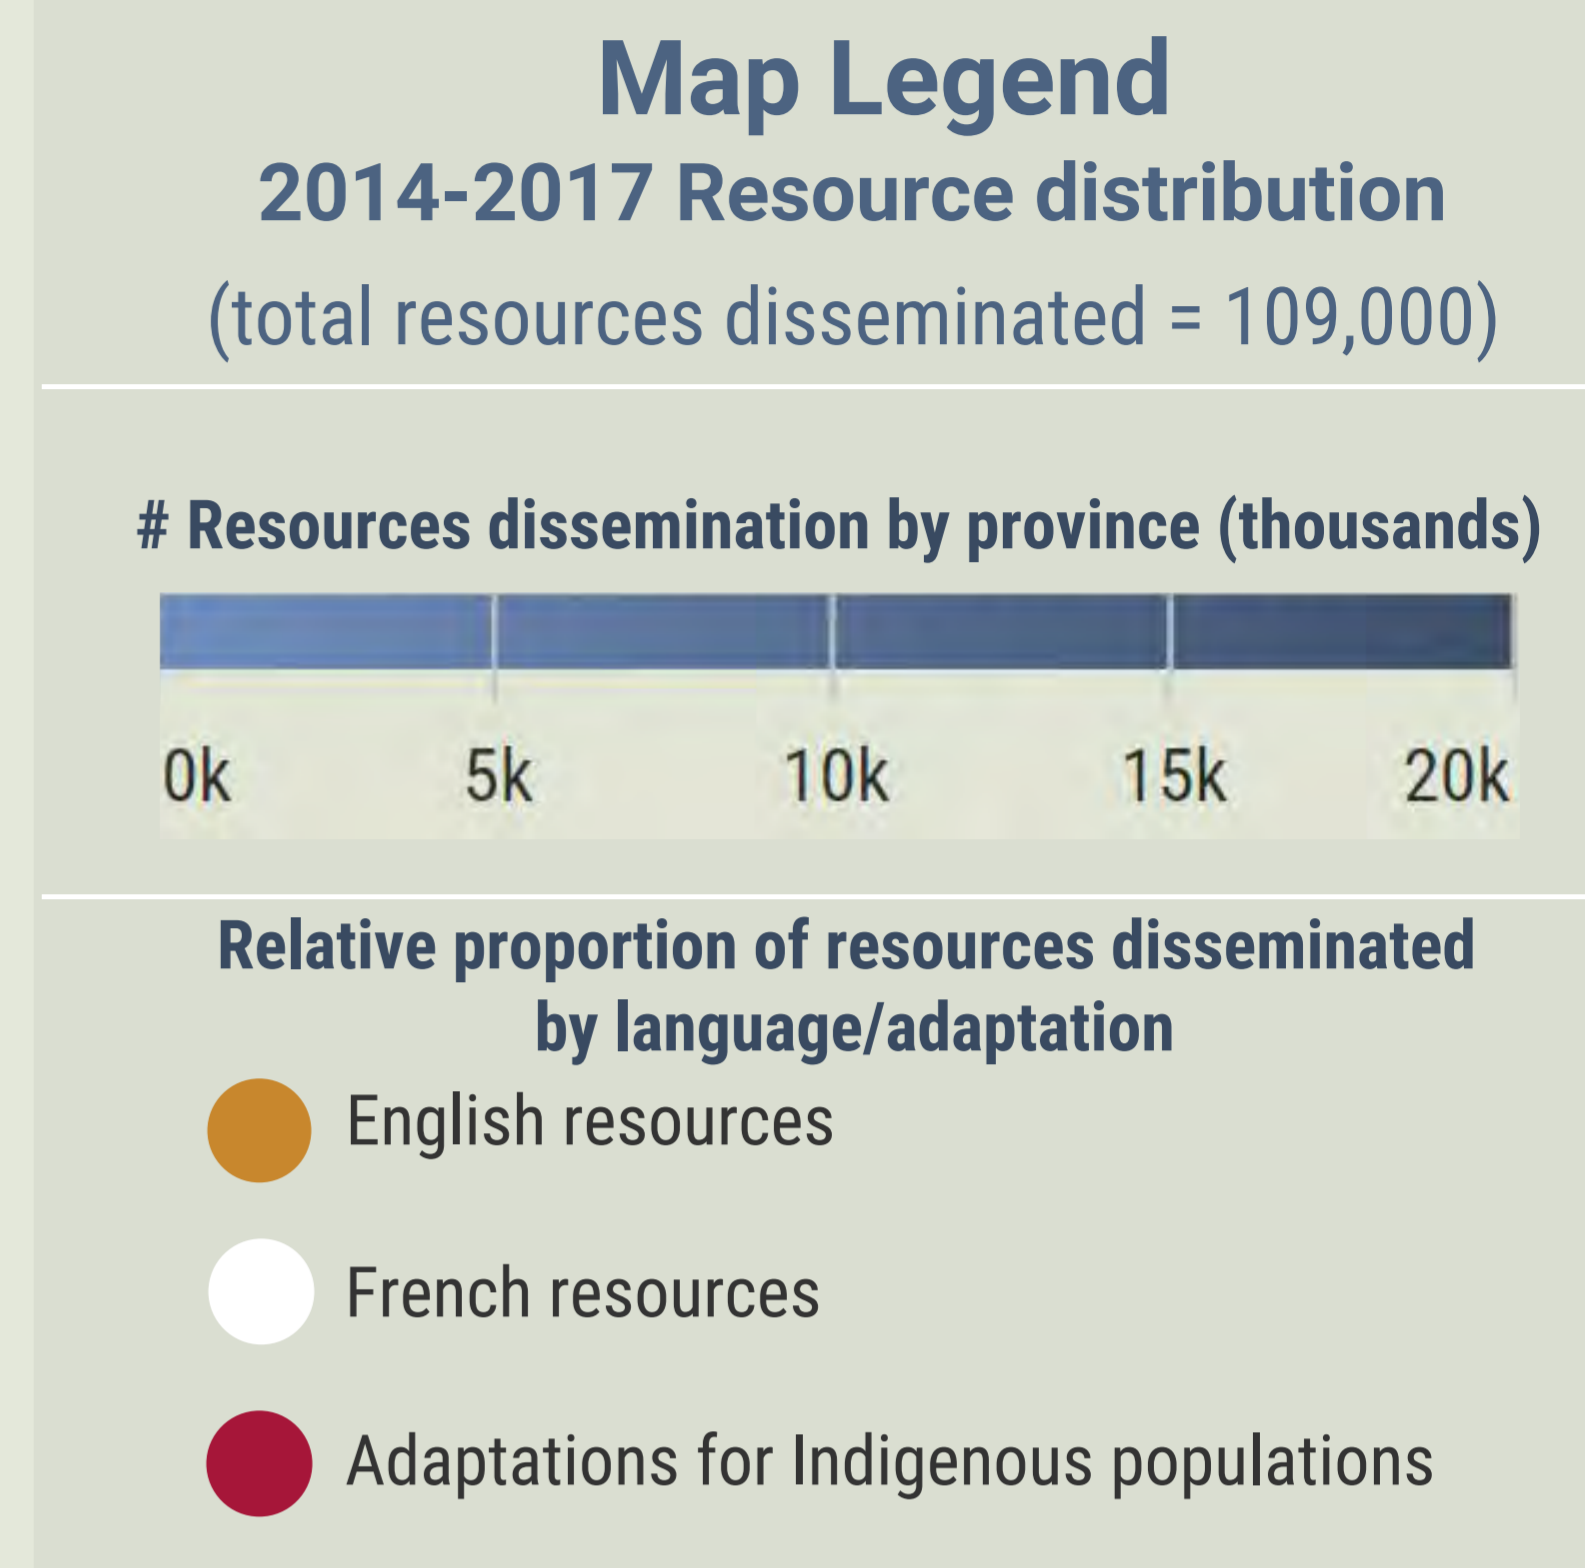 Map Legend
2014-2017 Resource distribution
(total resources disseminated = 109,000)
# Resources dissemination by province (thousands)
0k 5k 10k 15k 20k
Relative proportion of resources disseminated
by language/adaptation
English resources
French resources
Adaptations for Indigenous populations